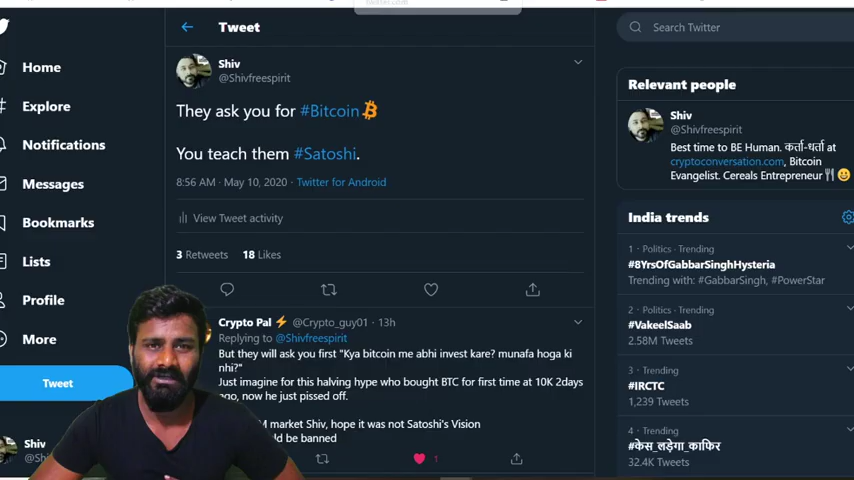 Tweet
Search Twitter
Home
Explore
Notifications
Messages
Bookmarks
Lists
Profile
More
Tweet
Shiv
Shiv
@Shivfreespirit
They ask you for #Bitcoin
You teach them #Satoshi.
8:56 AM · May 10, 2020 · Twitter for Android
View Tweet activity
3 Retweets 18 Likes
Crypto Pal ⚡ @Crypto_guy01 · 13h
Replying to @Shivfreespirit
But they will ask you first "Kya bitcoin me abhi invest kare? munafa hoga ki
nhi?"
Just imagine for this halving hype who bought BTC for first time at 10K 2days
ago, now he just pissed off.
market Shiv, hope it was not Satoshi's Vision
be banned
1
Relevant people
Shiv
@Shivfreespirit
Best time to BE Human. कर्ता-धर्ता at
cryptoconversation.com, Bitcoin
Evangelist. Cereals Entrepreneur
India trends
1 · Politics · Trending
#8YrsOfGabbarSinghHysteria
Trending with: #GabbarSingh, #PowerStar
2 · Politics · Trending
#VakeelSaab
2.58M Tweets
3 · Trending
#IRCTC
1,239 Tweets
4 · Trending
#केस_लड़ेगा_काफिर
32.4K Tweets